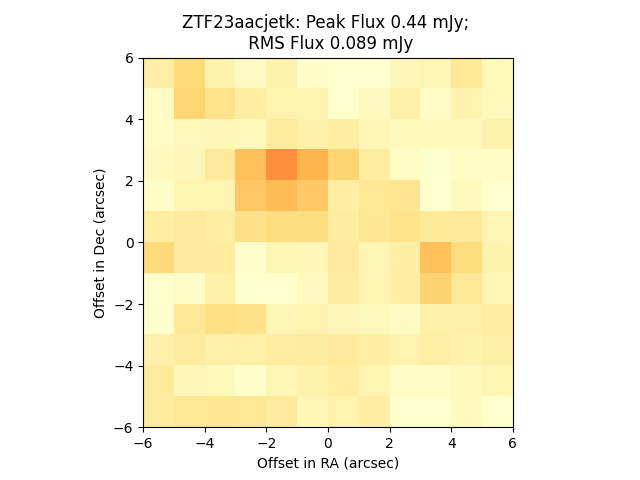 ZTF23aacjetk: Peak Flux 0.44 mJy;
RMS Flux 0.089 mJy
6
4
2
0
−2
−4
−6
Offset in Dec (arcsec)
−6 −4 −2 0 2 4 6
Offset in RA (arcsec)